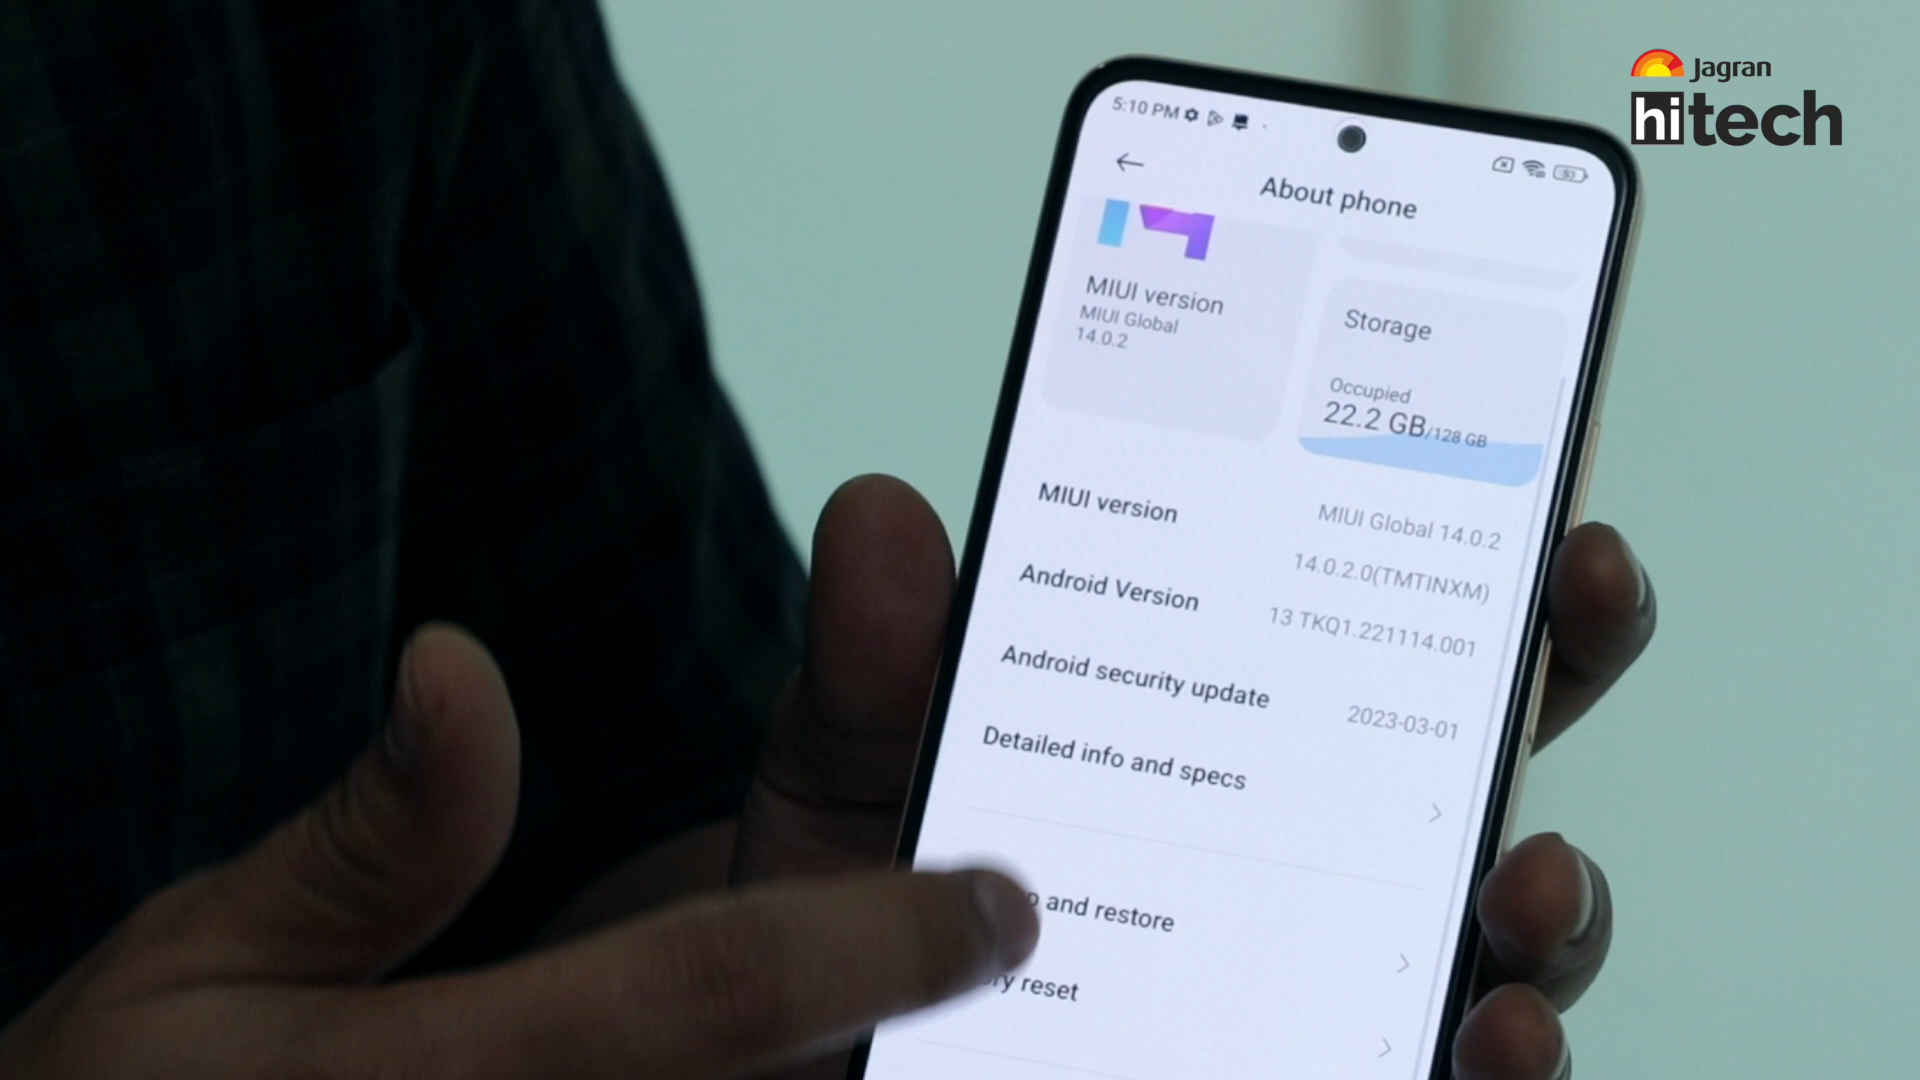 Jagran
hitech
5:10 PM
93
About phone
MIUI version
MIUI Global
14.0.2
Storage
Occupied
22.2 GB/128 GB
MIUI version
MIUI Global 14.0.2
14.0.2.0(TMTINXM)
Android Version
13 TKQ1.221114.001
Android security update
2023-03-01
Detailed info and specs
and restore
reset